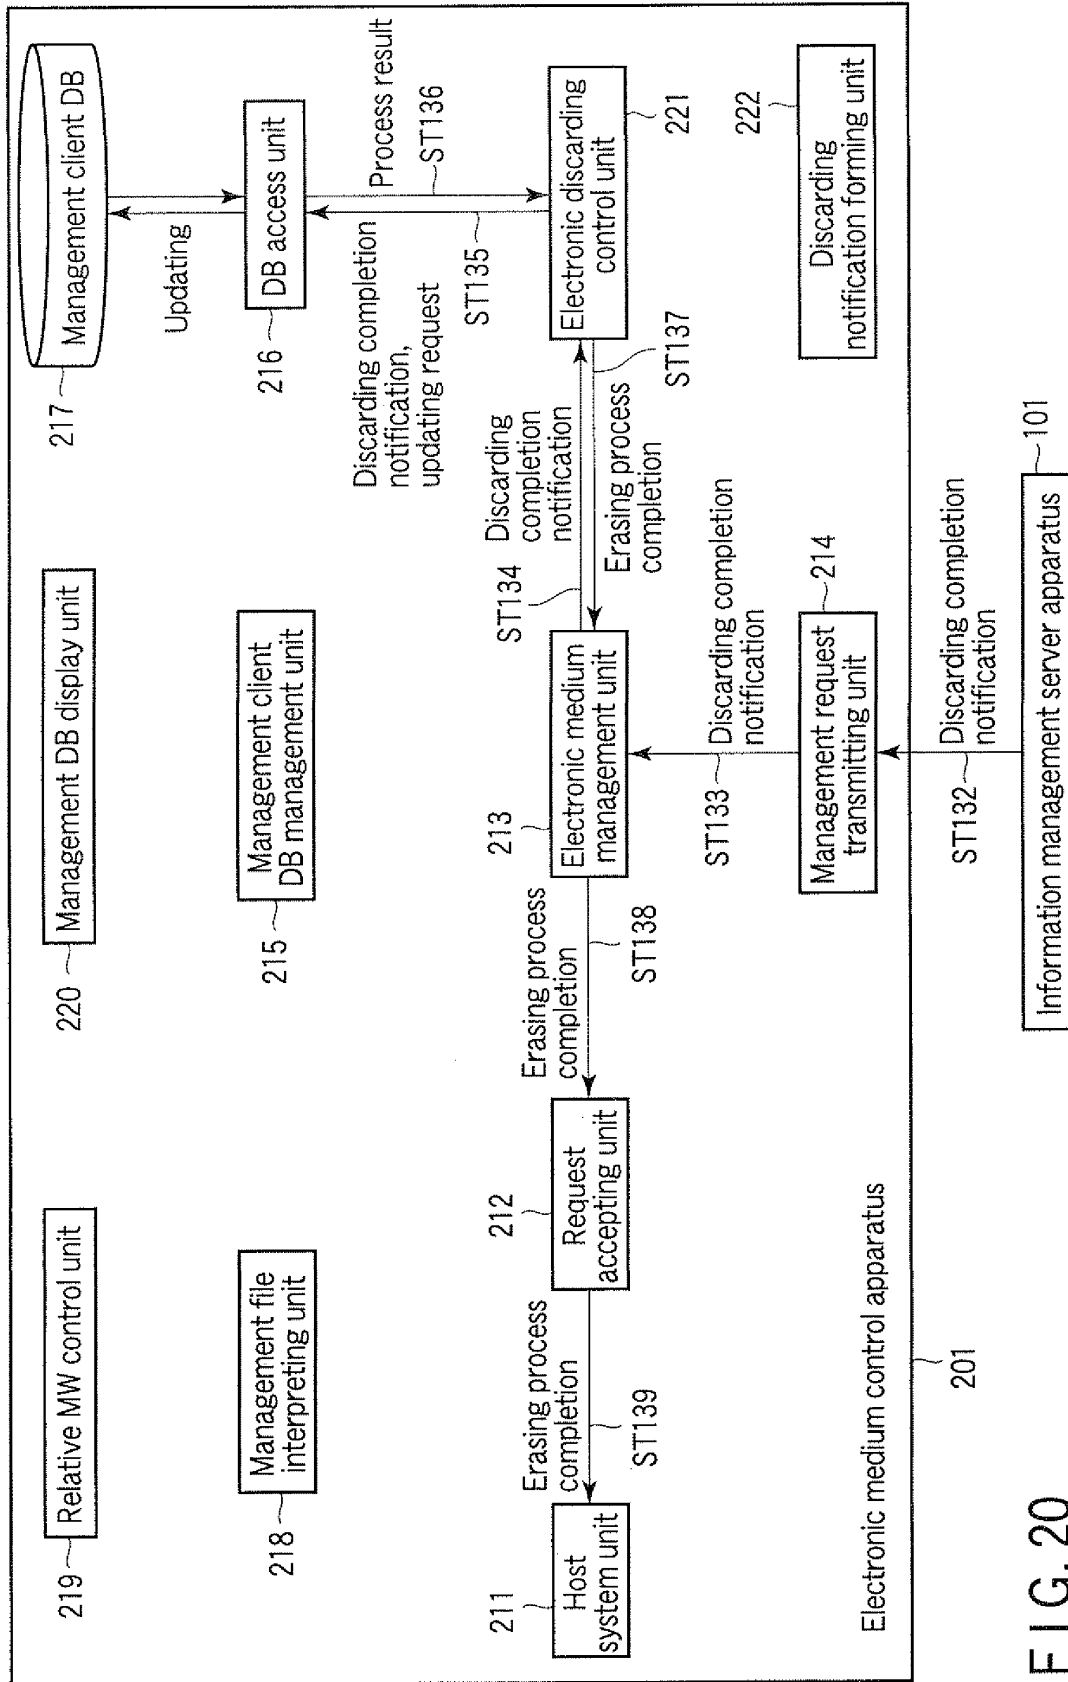 219
Relative MW control unit
220
Management DB display unit
217
Management client DB
218
Management file
interpreting unit
215
Management client
DB management unit
Updating
216
DB access unit
Discarding completion
notification,
updating request
ST135
Process result
ST136
211
Host
system unit
Erasing process
completion
ST139
212
Request
accepting unit
Erasing process
completion
ST138
213
Electronic medium
management unit
ST134
Discarding
completion
notification
Erasing process
completion
ST137
Electronic discarding
control unit
221
ST133
Discarding completion
notification
Management request
transmitting unit
214
222
Discarding
notification forming unit
Electronic medium control apparatus
201
ST132
Discarding completion
notification
Information management server apparatus
101
FIG. 20